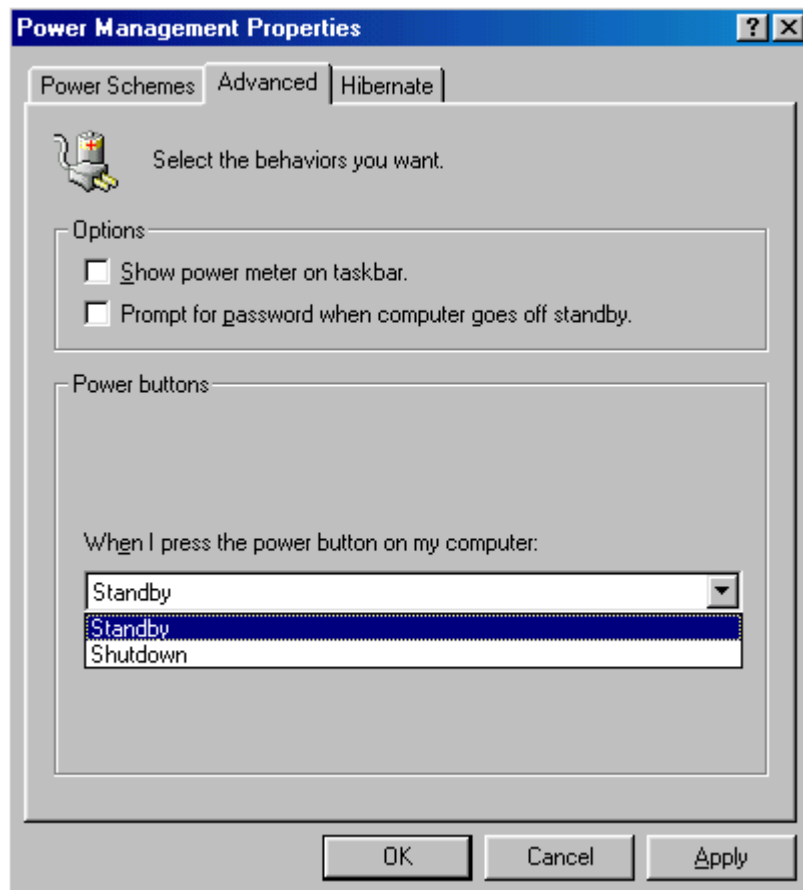 Power Management Properties
Power Schemes Advanced Hibernate
Select the behaviors you want.
Options
Show power meter on taskbar.
Prompt for password when computer goes off standby.
Power buttons
When I press the power button on my computer:
Standby
Standby
Shutdown
OK Cancel Apply